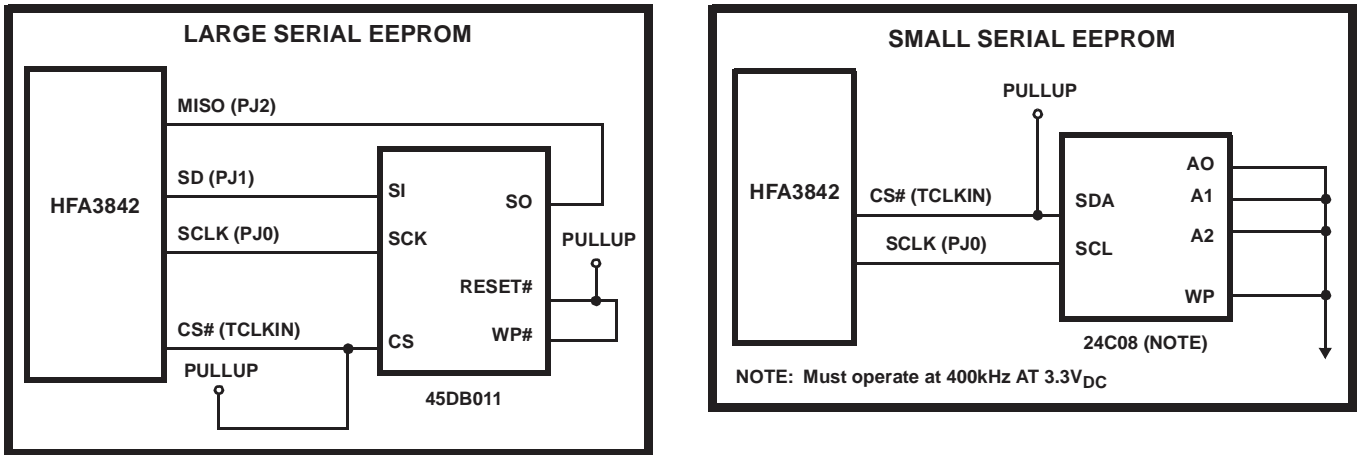 LARGE SERIAL EEPROM
HFA3842
MISO (PJ2)
SD (PJ1)
SCLK (PJ0)
CS# (TCLKIN)
PULLUP
SI
SCK
CS
SO
RESET#
WP#
PULLUP
45DB011
SMALL SERIAL EEPROM
HFA3842
PULLUP
CS# (TCLKIN)
SCLK (PJ0)
SDA
SCL
AO
A1
A2
WP
24C08 (NOTE)
NOTE: Must operate at 400kHz AT 3.3VDC